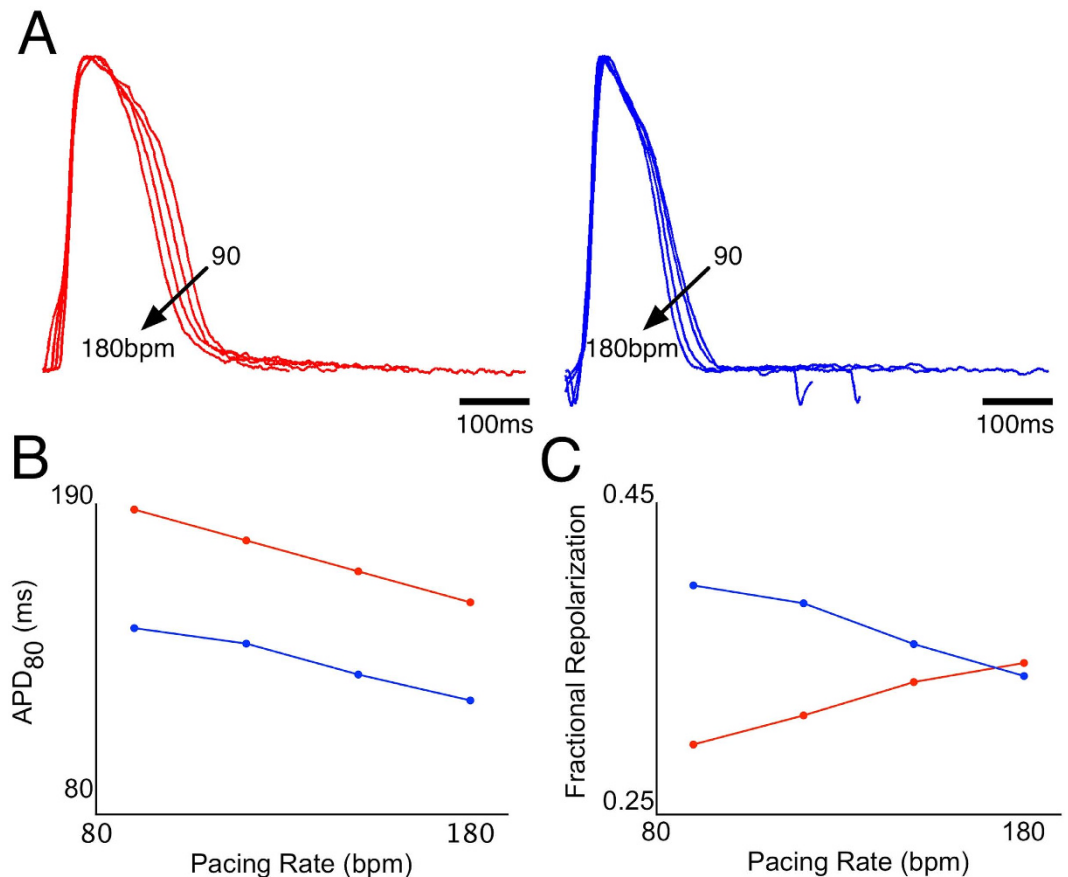 A
90
180bpm
100ms
90
180bpm
100ms
B
190
APD80 (ms)
80
80
180
Pacing Rate (bpm)
C
0.45
Fractional Repolarization
0.25
80
180
Pacing Rate (bpm)